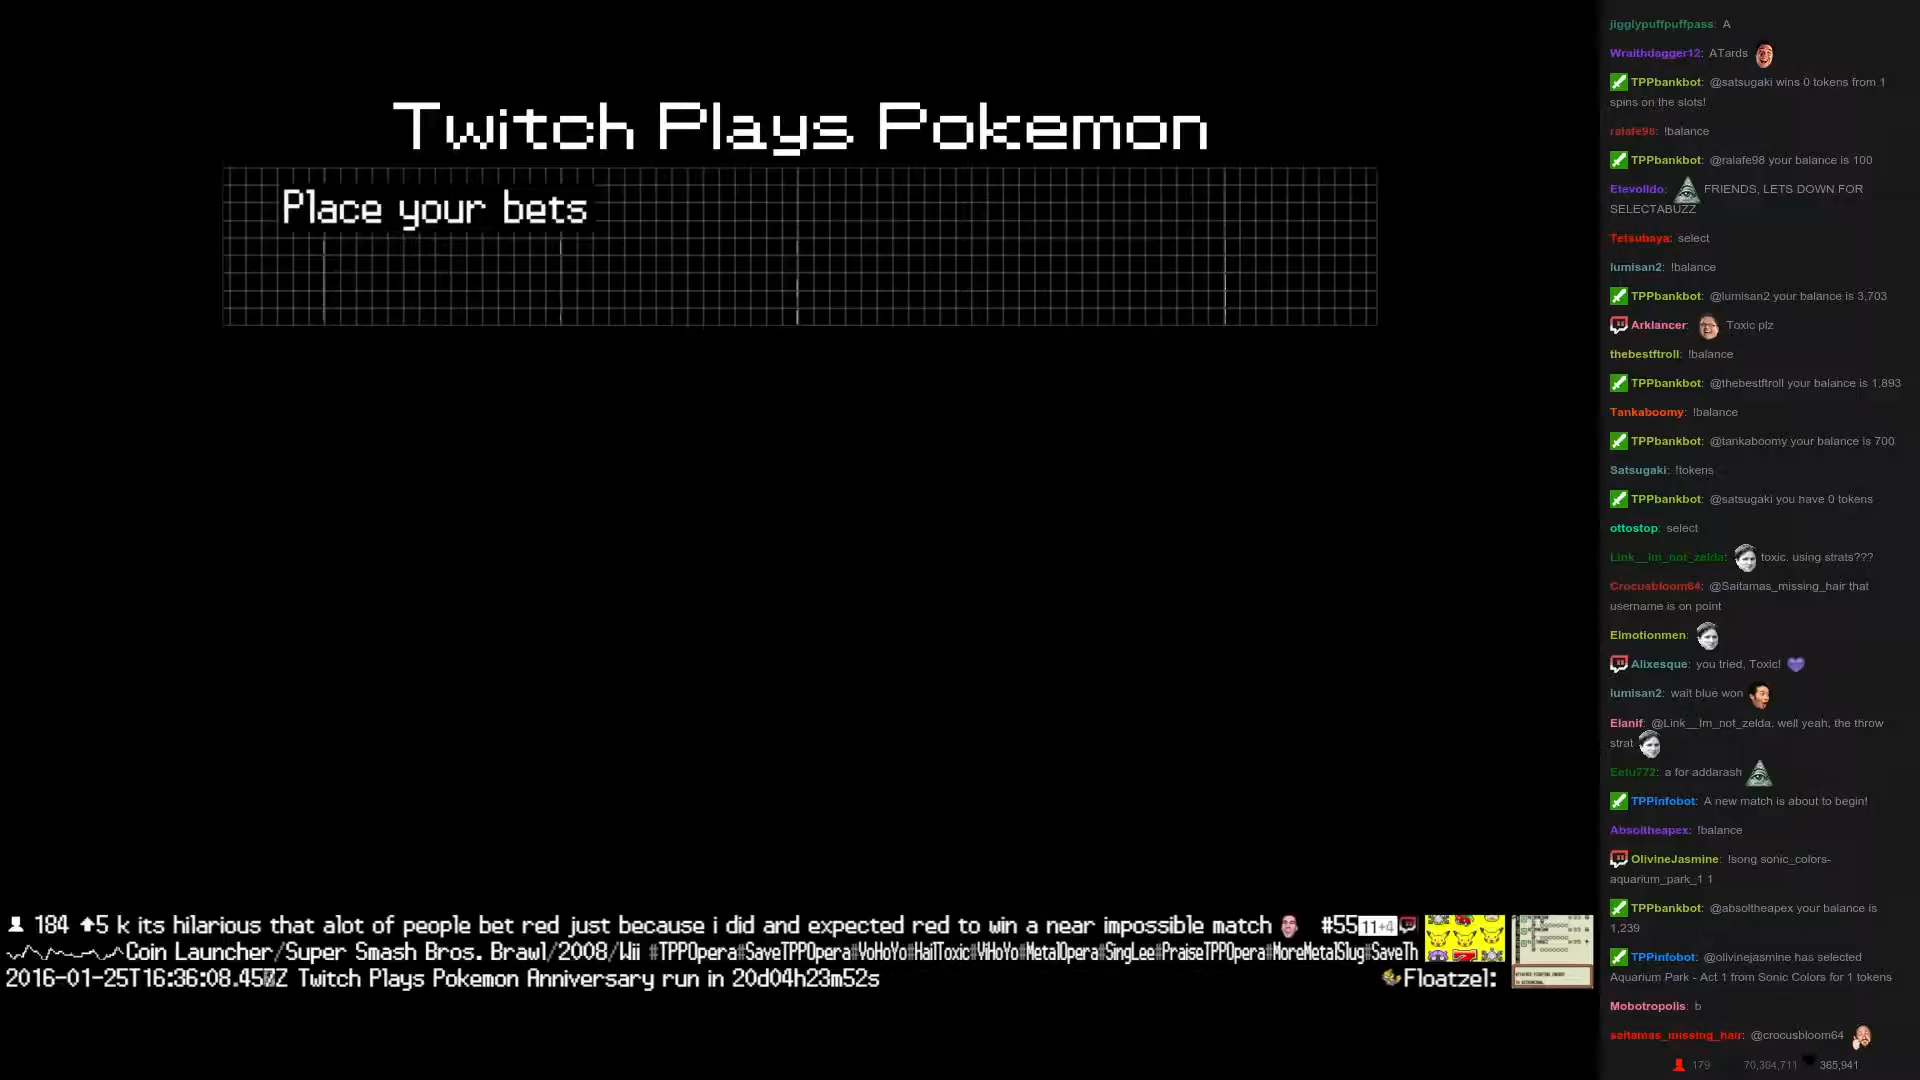 Twitch Plays Pokemon
Place your bets
184 5 k its hilarious that alot of people bet red just because i did and expected red to win a near impossible match #55 11+4
Coin Launcher/Super Smash Bros. Brawl/2008/Wii #TPPOpera#SaveTPPOpera#VoHoYo#HailToxic#ViHoYo#MetalOpera#SingLee#PraiseTPPOpera#MoreMetalSlug#SaveTh
2016-01-25T16:36:08.450Z Twitch Plays Pokemon Anniversary run in 20d04h23m52s
Floatzel:
jigglypuffpuffpass: A
Wraithdagger12: ATards
TPPbankbot: @satsugaki wins 0 tokens from 1
spins on the slots!
ralafe98: !balance
TPPbankbot: @ralafe98 your balance is 100
Etevolldo: FRIENDS, LETS DOWN FOR
SELECTABUZZ
Tetsubaya: select
lumisan2: !balance
TPPbankbot: @lumisan2 your balance is 3,703
Arklancer: Toxic plz
thebestftroll: !balance
TPPbankbot: @thebestftroll your balance is 1,893
Tankaboomy: !balance
TPPbankbot: @tankaboomy your balance is 700
Satsugaki: !tokens
TPPbankbot: @satsugaki you have 0 tokens
ottostop: select
Link__Im_not_zelda: toxic. using strats???
Crocusbloom64: @Saitamas_missing_hair that
username is on point
Elmotionmen:
Alixesque: you tried, Toxic!
lumisan2: wait blue won
Elanif: @Link__Im_not_zelda. well yeah, the throw
strat
Eetu772: a for addarash
TPPinfobot: A new match is about to begin!
Absoltheapex: !balance
OlivineJasmine: !song sonic_colors-
aquarium_park_1 1
TPPbankbot: @absoltheapex your balance is
1,239
TPPinfobot: @olivinejasmine has selected
Aquarium Park - Act 1 from Sonic Colors for 1 tokens
Mobotropolis: b
saitamas_missing_hair: @crocusbloom64
179 70,304,711 365,941